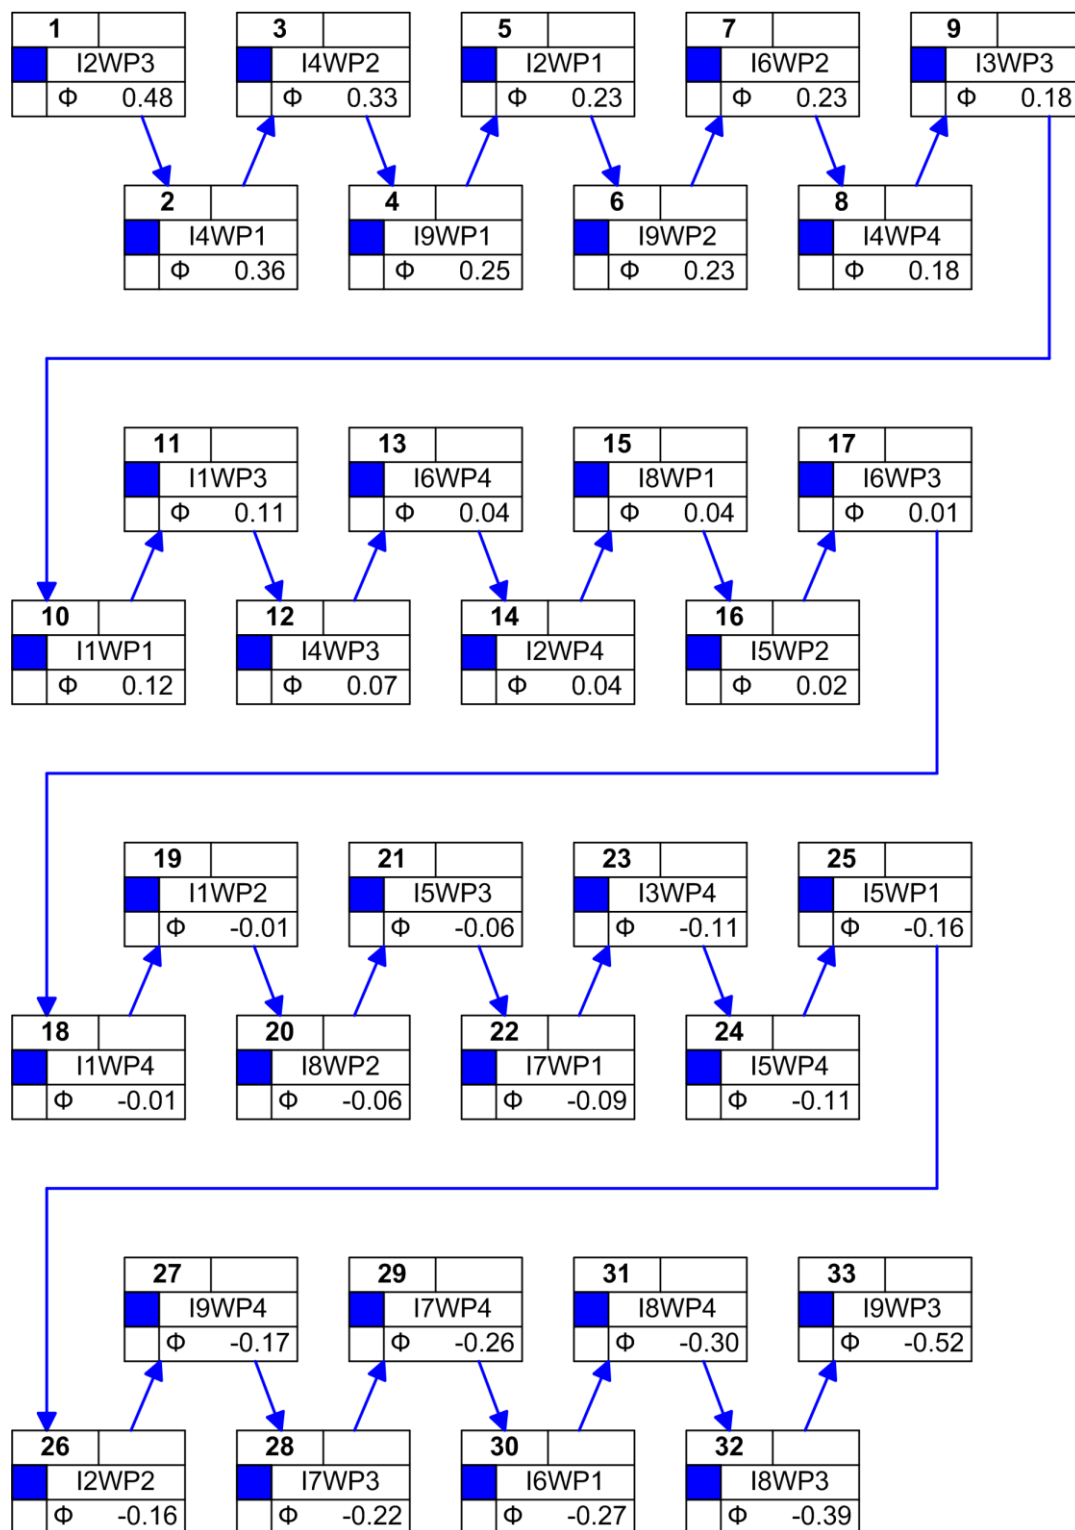 1 3 5 7 9
I2WP3 I4WP2 I2WP1 I6WP2 I3WP3
Φ 0.48 Φ 0.33 Φ 0.23 Φ 0.23 Φ 0.18
2 4 6 8
I4WP1 I9WP1 I9WP2 I4WP4
Φ 0.36 Φ 0.25 Φ 0.23 Φ 0.18
11 13 15 17
I1WP3 I6WP4 I8WP1 I6WP3
Φ 0.11 Φ 0.04 Φ 0.04 Φ 0.01
10 12 14 16
I1WP1 I4WP3 I2WP4 I5WP2
Φ 0.12 Φ 0.07 Φ 0.04 Φ 0.02
19 21 23 25
I1WP2 I5WP3 I3WP4 I5WP1
Φ -0.01 Φ -0.06 Φ -0.11 Φ -0.16
18 20 22 24
I1WP4 I8WP2 I7WP1 I5WP4
Φ -0.01 Φ -0.06 Φ -0.09 Φ -0.11
27 29 31 33
I9WP4 I7WP4 I8WP4 I9WP3
Φ -0.17 Φ -0.26 Φ -0.30 Φ -0.52
26 28 30 32
I2WP2 I7WP3 I6WP1 I8WP3
Φ -0.16 Φ -0.22 Φ -0.27 Φ -0.39